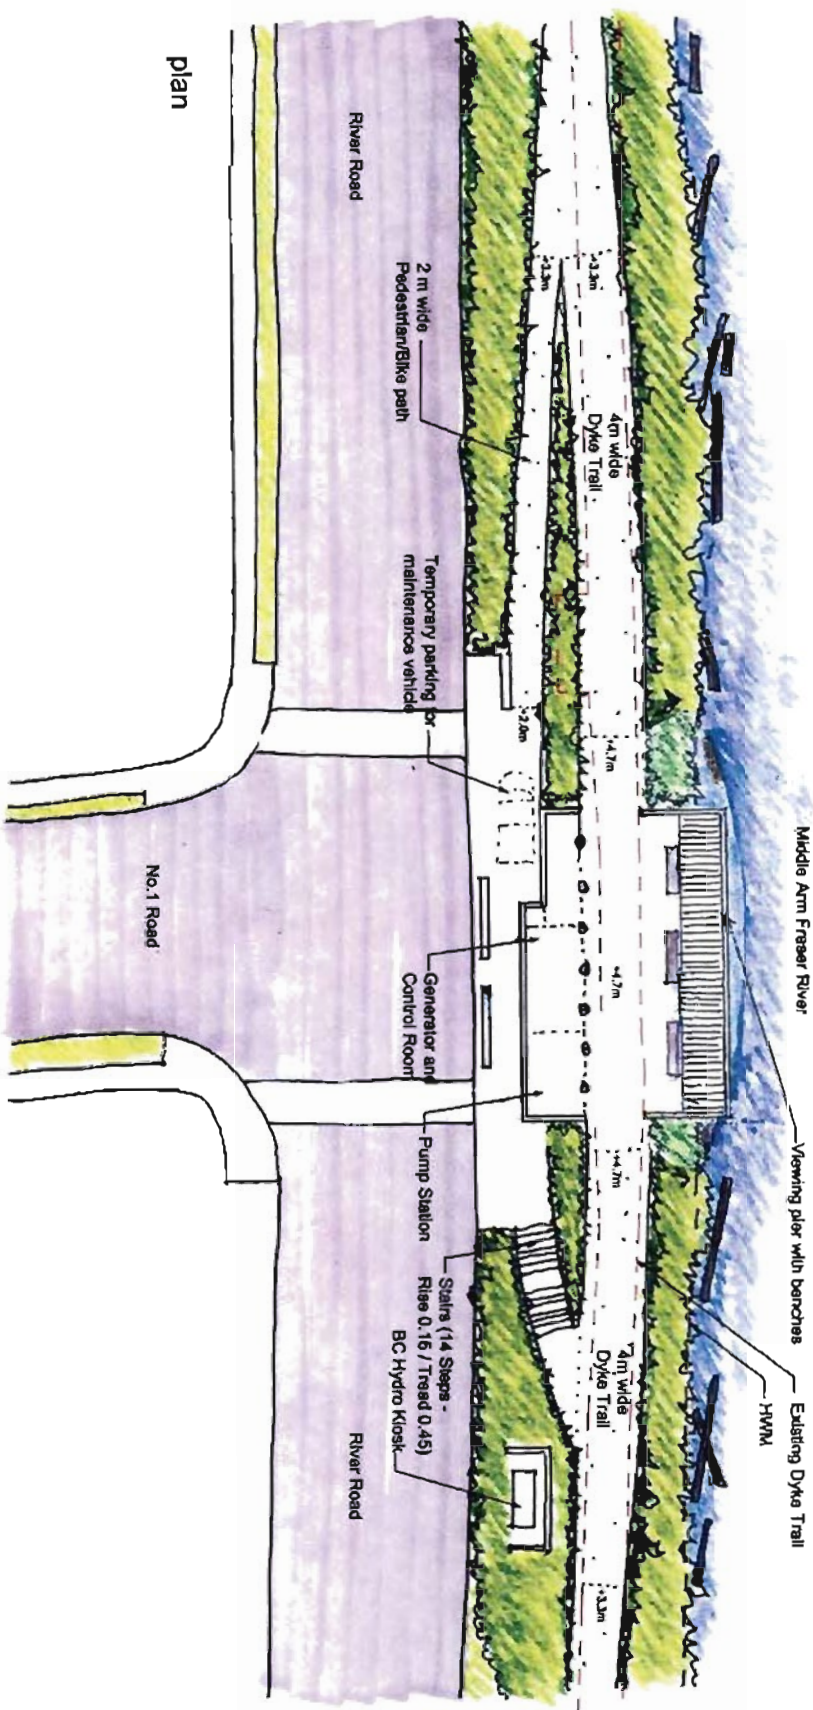 plan
Middle Arm Fraser River
Viewing pier with benches
Existing Dyke Trail
HWM
4m wide
Dyke Trail
+3.3m
+3.3m
+4.7m
+4.7m
+4.7m
4m wide
Dyke Trail
+3.3m
+2.0m
2 m wide
Pedestrian/Bike path
Temporary parking for
maintenance vehicle
Generator and
Control Room
Pump Station
Stairs (14 Steps -
Rise 0.15 / Tread 0.45)
BC Hydro Kiosk
River Road
No.1 Road
River Road